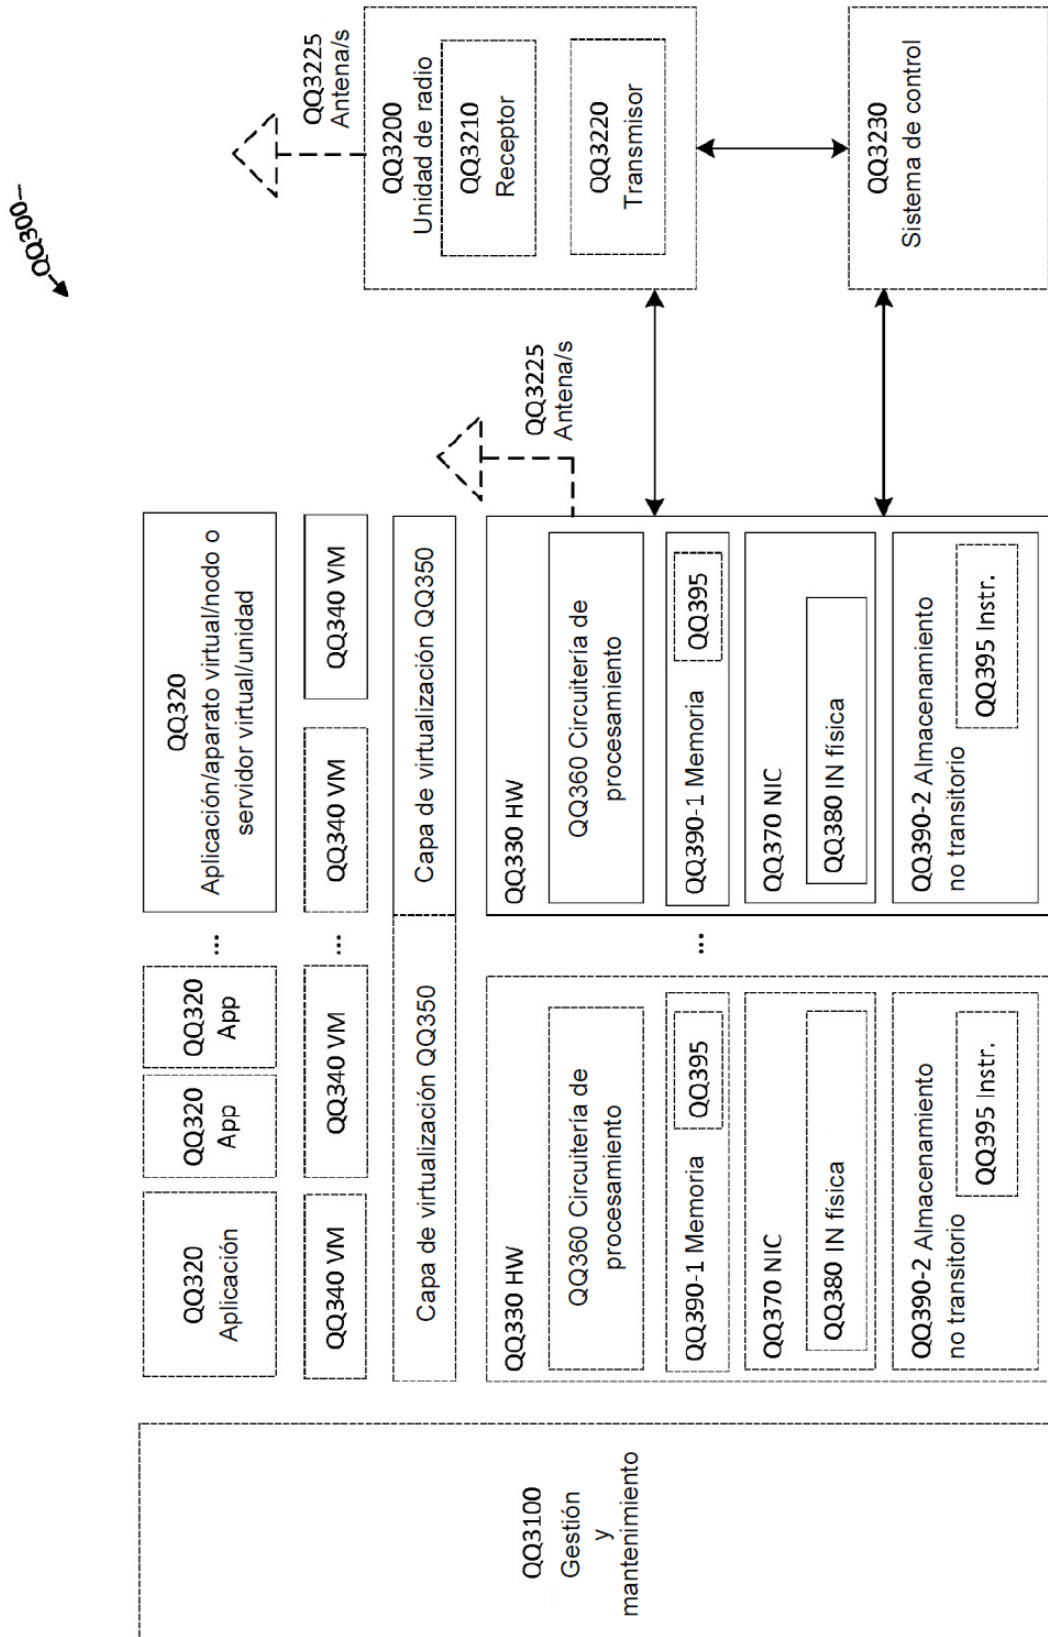 QQ300
QQ3100
Gestión
y
mantenimiento
QQ320
Aplicación
QQ320
App
QQ320
App
...
QQ320
Aplicación/aparato virtual/nodo o
servidor virtual/unidad
QQ340 VM
QQ340 VM
...
QQ340 VM
QQ340 VM
Capa de virtualización QQ350
Capa de virtualización QQ350
QQ330 HW
QQ360 Circuitería de
procesamiento
QQ390-1 Memoria
QQ395
QQ370 NIC
QQ380 IN física
QQ390-2 Almacenamiento
no transitorio
QQ395 Instr.
...
QQ330 HW
QQ360 Circuitería de
procesamiento
QQ390-1 Memoria
QQ395
QQ370 NIC
QQ380 IN física
QQ390-2 Almacenamiento
no transitorio
QQ395 Instr.
QQ3225
Antena/s
QQ3225
Antena/s
QQ3200
Unidad de radio
QQ3210
Receptor
QQ3220
Transmisor
QQ3230
Sistema de control